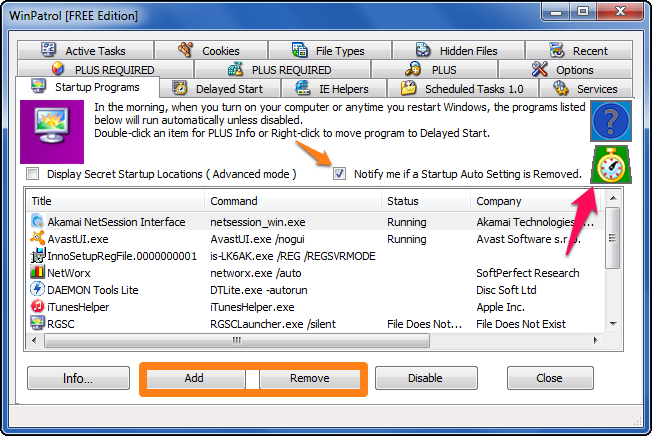 WinPatrol [FREE Edition]
Active Tasks Cookies File Types Hidden Files Recent
PLUS REQUIRED PLUS REQUIRED PLUS Options
Startup Programs Delayed Start IE Helpers Scheduled Tasks 1.0 Services
In the morning, when you turn on your computer or anytime you restart Windows, the programs listed
below will run automatically unless disabled.
Double-click an item for PLUS Info or Right-click to move program to Delayed Start.
?
Display Secret Startup Locations ( Advanced mode ) Notify me if a Startup Auto Setting is Removed.
Title Command Status Company
Akamai NetSession Interface netsession_win.exe Running Akamai Technologies...
AvastUI.exe AvastUI.exe /nogui Running Avast Software s.r.o.
InnoSetupRegFile.0000000001 is-LK6AK.exe /REG /REGSVRMODE
NetWorx networx.exe /auto SoftPerfect Research
DAEMON Tools Lite DTLite.exe -autorun Disc Soft Ltd
iTunesHelper iTunesHelper.exe Apple Inc.
RGSC RGSCLauncher.exe /silent File Does Not... File Does Not Exist
Info... Add Remove Disable Close